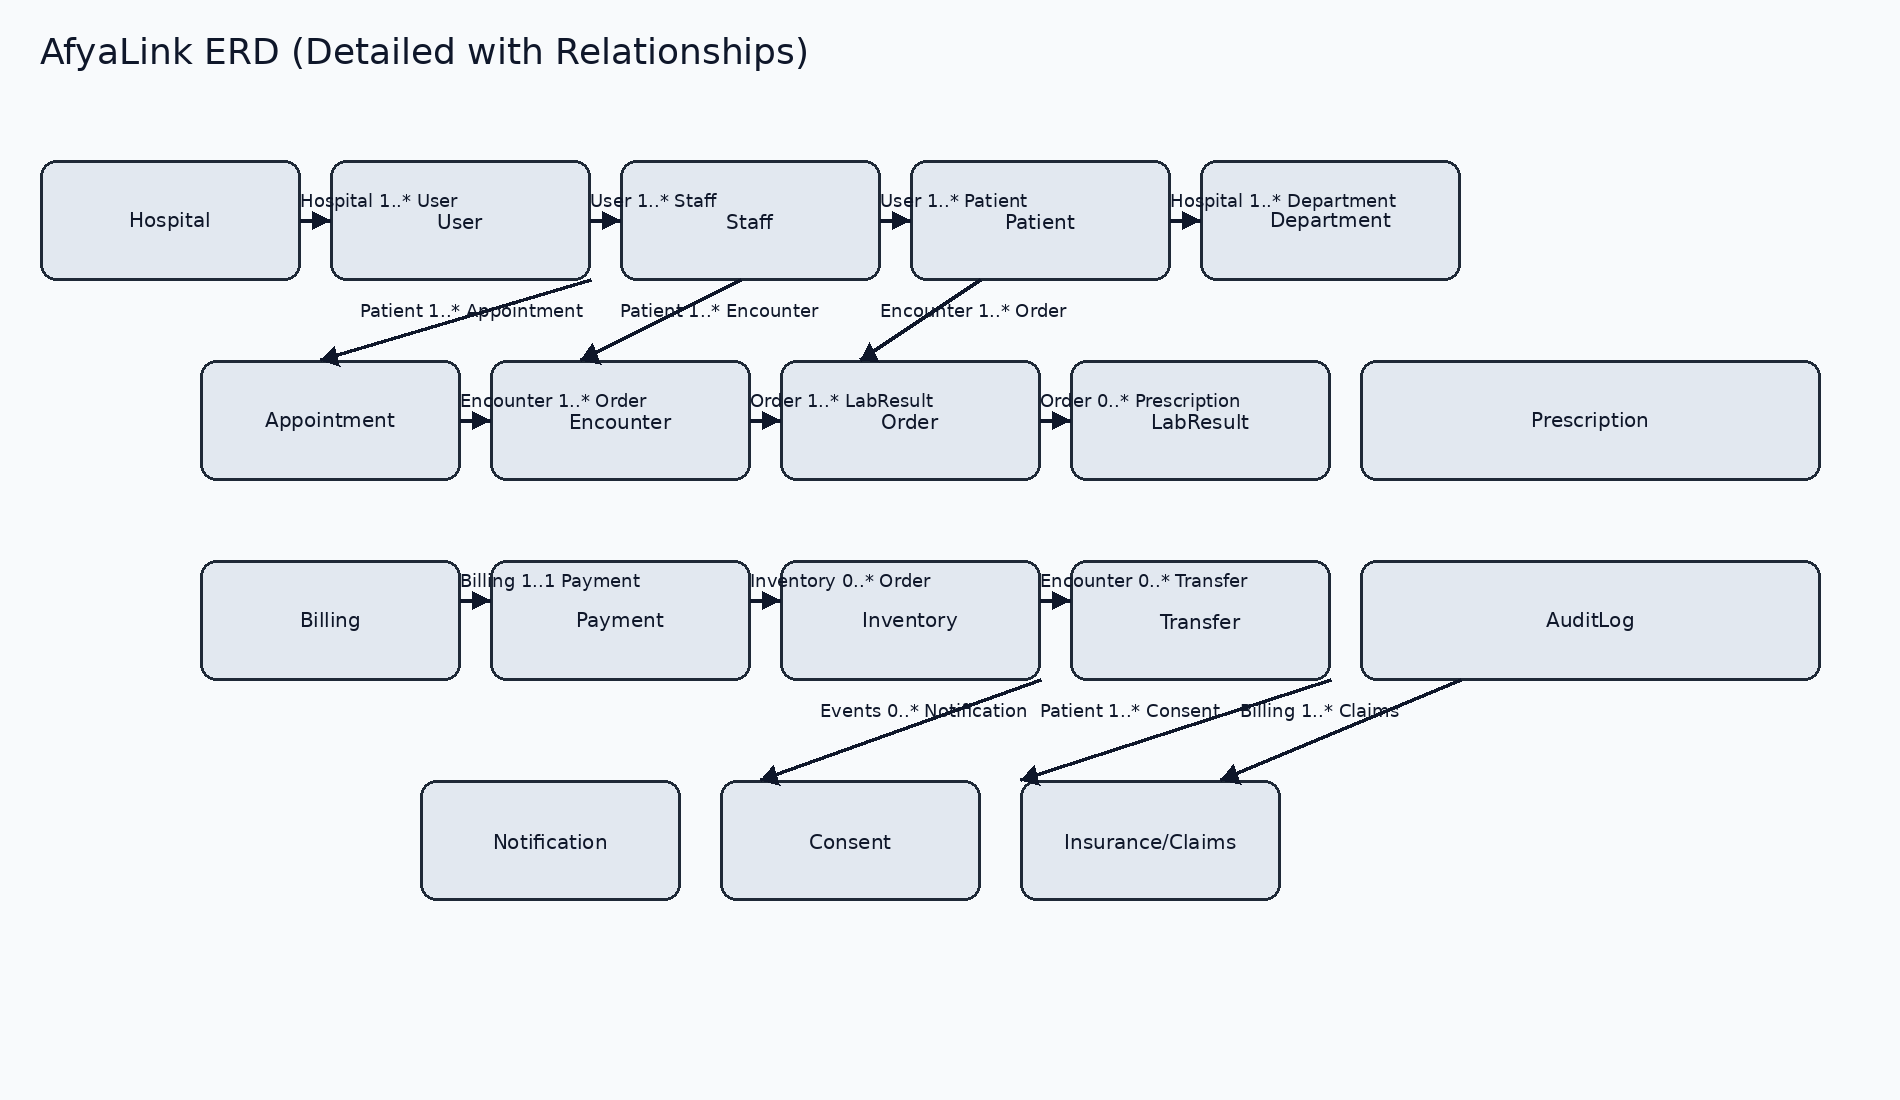 AfyaLink ERD (Detailed with Relationships)
Hospital 1..* User
User 1..* Staff
User 1..* Patient
Hospital 1..* Department
Hospital
User
Staff
Patient
Department
Patient 1..* Appointment
Patient 1..* Encounter
Encounter 1..* Order
Encounter 1..* Order
Order 1..* LabResult
Order 0..* Prescription
Appointment
Encounter
Order
LabResult
Prescription
Billing 1..1 Payment
Inventory 0..* Order
Encounter 0..* Transfer
Billing
Payment
Inventory
Transfer
AuditLog
Events 0..* Notification
Patient 1..* Consent
Billing 1..* Claims
Notification
Consent
Insurance/Claims